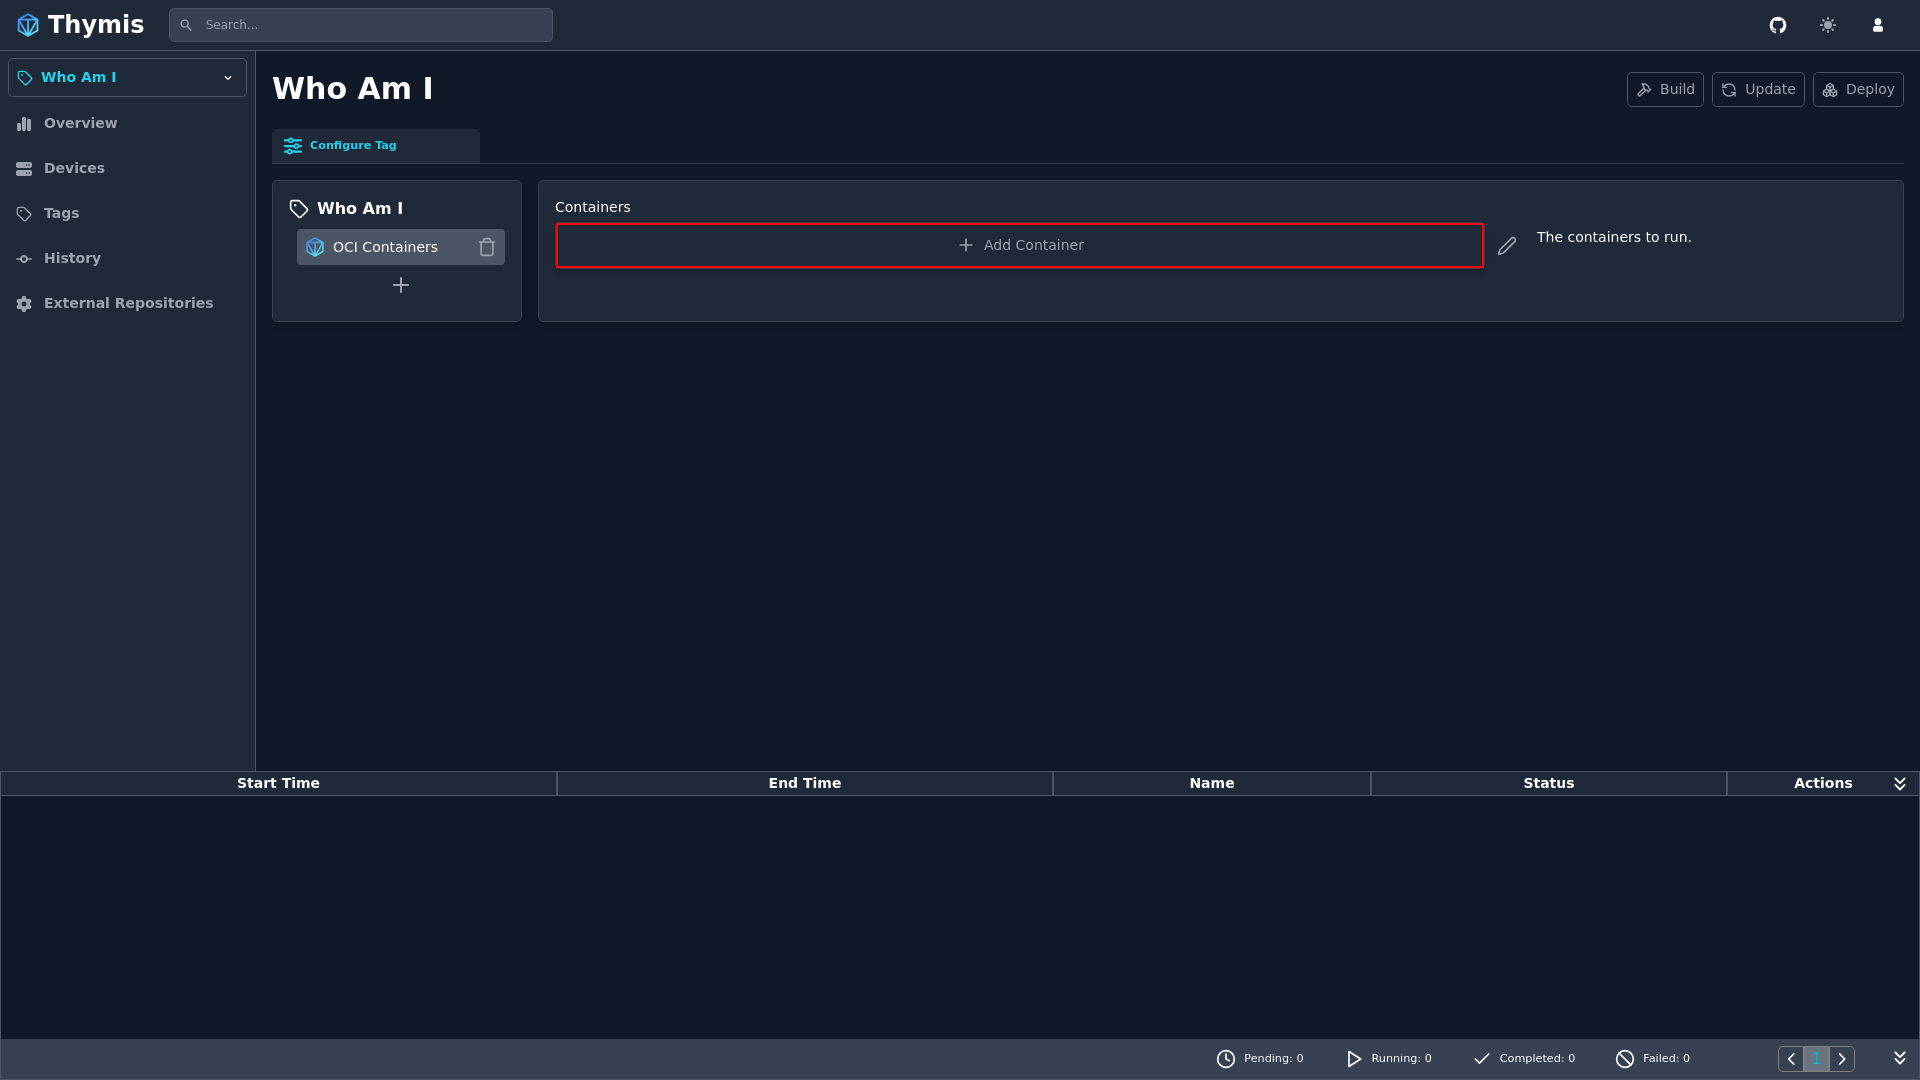 Thymis
Search...
Who Am I
Overview
Devices
Tags
History
External Repositories
Who Am I
Build
Update
Deploy
Configure Tag
Who Am I
OCI Containers
Containers
Add Container
The containers to run.
Start Time
End Time
Name
Status
Actions
Pending: 0
Running: 0
Completed: 0
Failed: 0
1